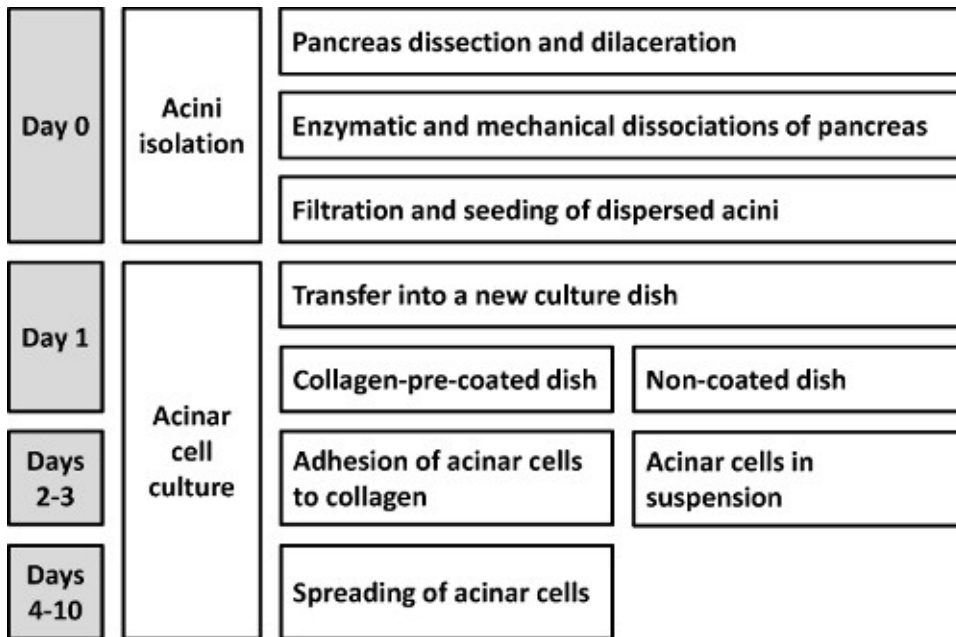 Day 0
Acini
isolation
Pancreas dissection and dilaceration
Enzymatic and mechanical dissociations of pancreas
Filtration and seeding of dispersed acini
Day 1
Acinar
cell
culture
Transfer into a new culture dish
Collagen-pre-coated dish
Non-coated dish
Days
2-3
Adhesion of acinar cells
to collagen
Acinar cells in
suspension
Days
4-10
Spreading of acinar cells